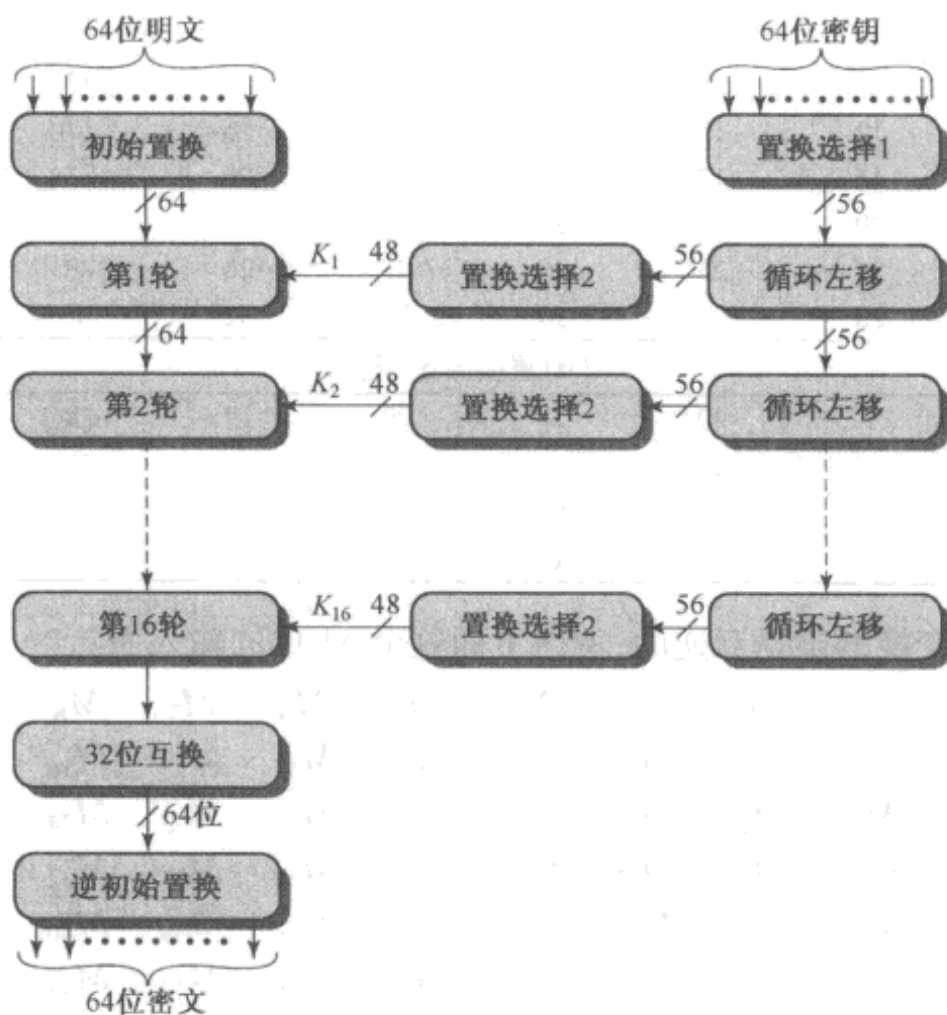 64位明文
64位密钥
初始置换
置换选择1
64
56
第1轮
K1
48
置换选择2
56
循环左移
64
56
第2轮
K2
48
置换选择2
56
循环左移
第16轮
K16
48
置换选择2
56
循环左移
32位互换
64位
逆初始置换
64位密文